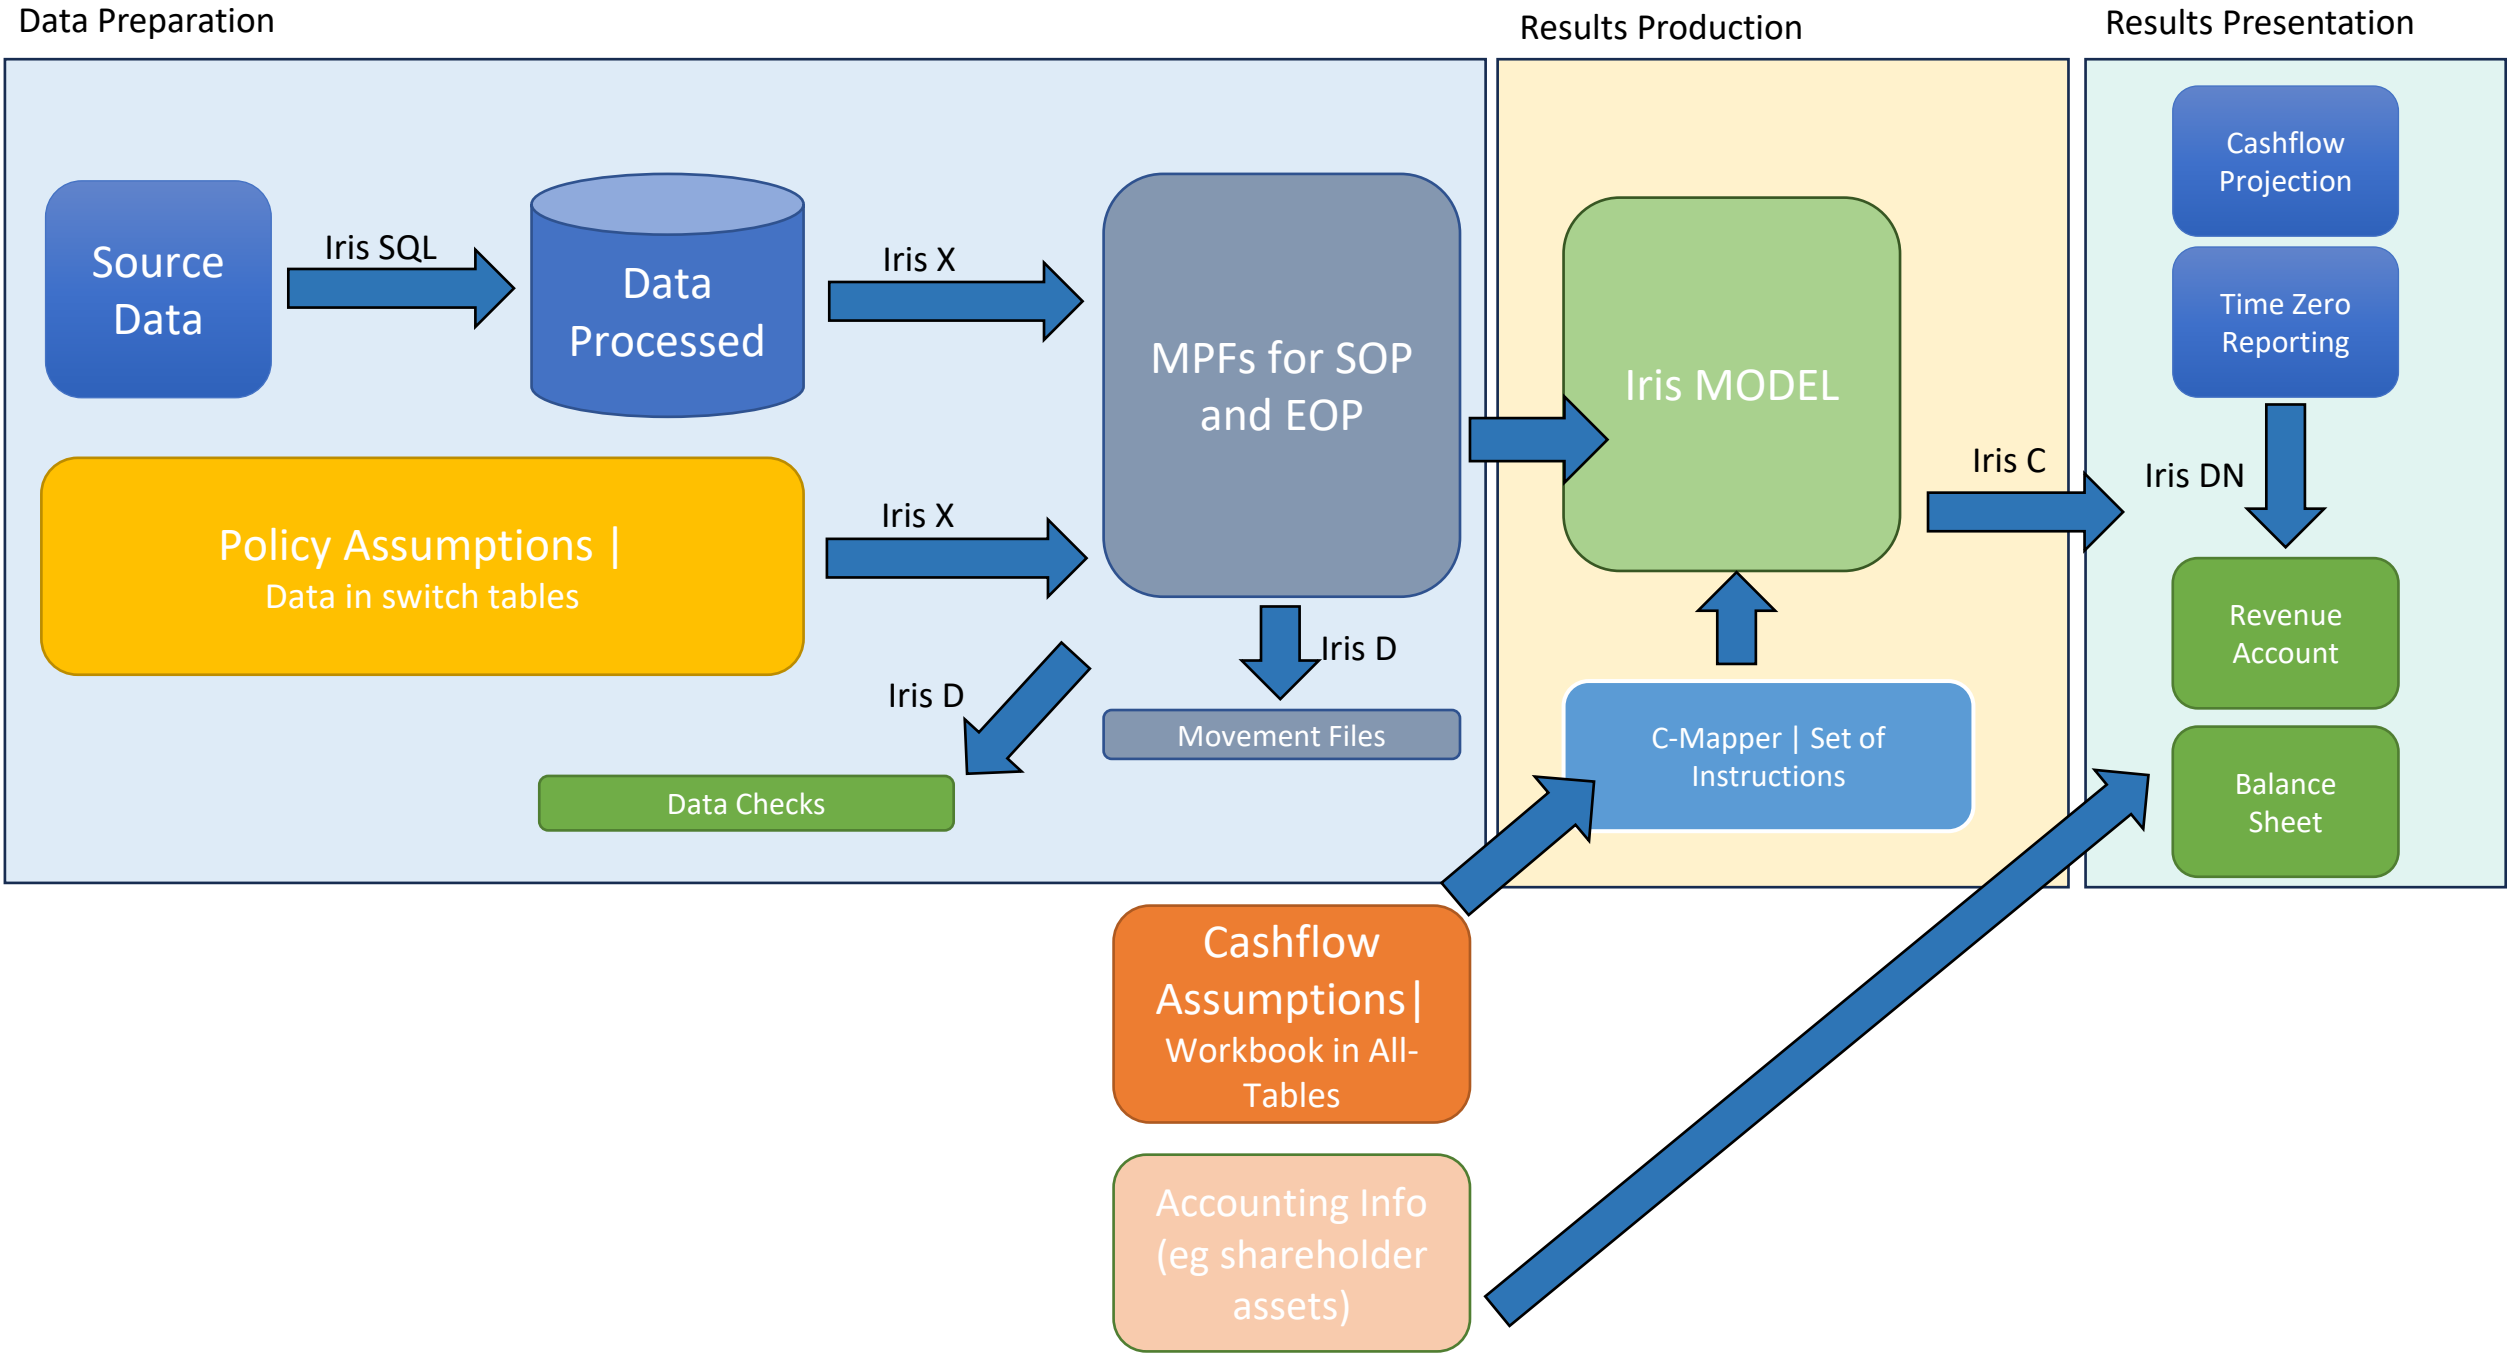 Data Preparation
Results Production
Results Presentation
Source
Data
Iris SQL
Data
Processed
Iris X
MPFs for SOP
and EOP
Policy Assumptions |
Data in switch tables
Iris X
Iris D
Iris D
Movement Files
Data Checks
Iris MODEL
C-Mapper | Set of
Instructions
Iris C
Cashflow
Projection
Time Zero
Reporting
Iris DN
Revenue
Account
Balance
Sheet
Cashflow
Assumptions|
Workbook in All-
Tables
Accounting Info
(eg shareholder
assets)